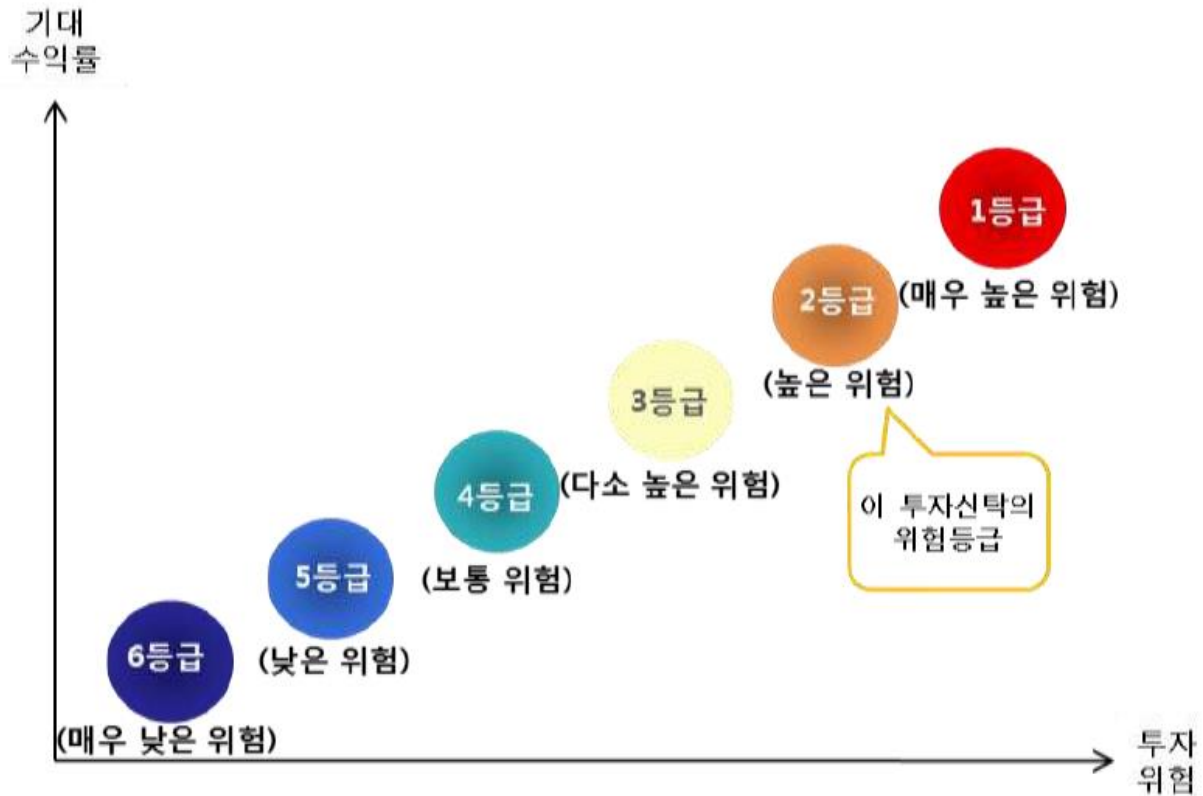 기대
수익률
1등급
(매우 높은 위험)
2등급
(높은 위험)
3등급
(다소 높은 위험)
4등급
(보통 위험)
5등급
(낮은 위험)
6등급
(매우 낮은 위험)
이 투자신탁의
위험등급
투자
위험